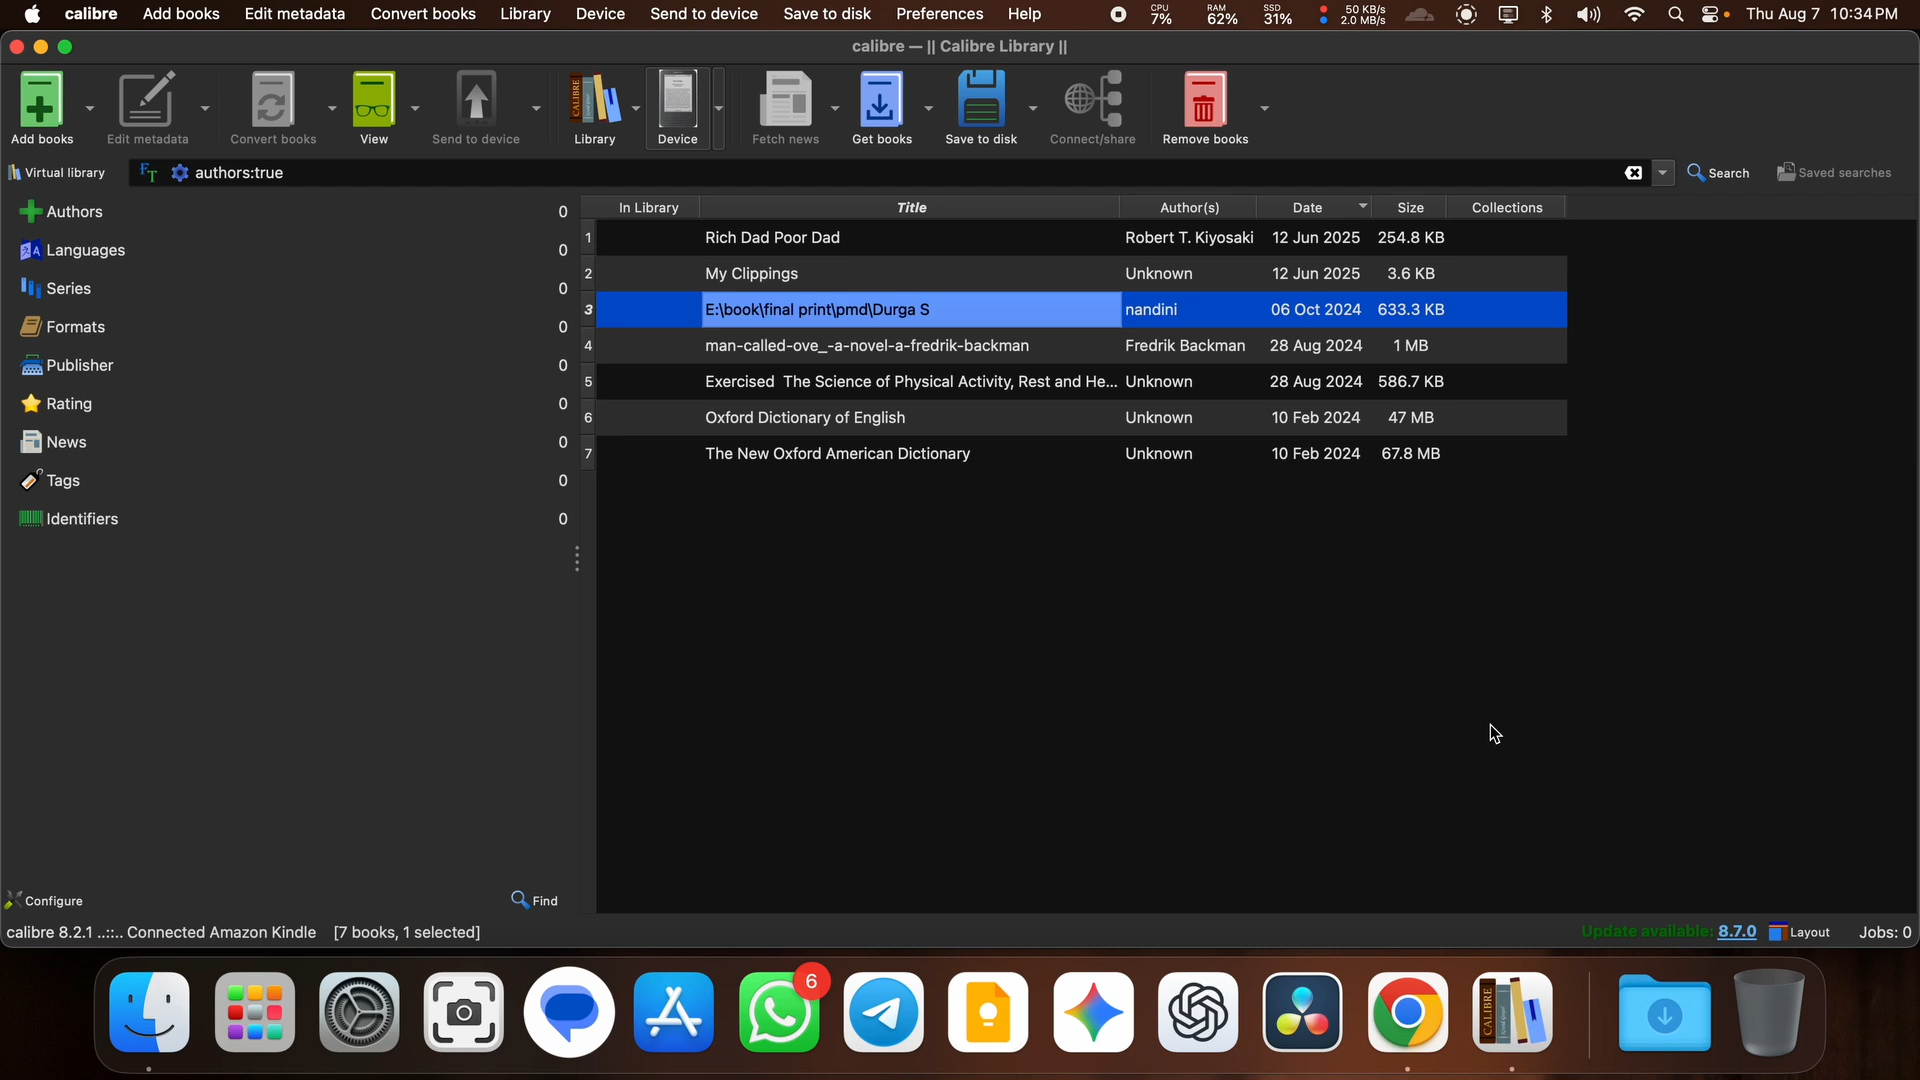 calibre Add books Edit metadata Convert books Library Device Send to device Save to disk Preferences Help CPU 7% RAM 62% SSD 31% 50 KB/s 2.0 MB/s Thu Aug 7 10:34 PM
calibre — || Calibre Library ||
Add books Edit metadata Convert books View Send to device Library Device Fetch news Get books Save to disk Connect/share Remove books
Virtual library FT authors:true Search Saved searches
Authors 0
Languages 0
Series 0
Formats 0
Publisher 0
Rating 0
News 0
Tags 0
Identifiers 0
In Library Title Author(s) Date Size Collections
1 Rich Dad Poor Dad Robert T. Kiyosaki 12 Jun 2025 254.8 KB
2 My Clippings Unknown 12 Jun 2025 3.6 KB
3 E:\book\final print\pmd\Durga S nandini 06 Oct 2024 633.3 KB
4 man-called-ove_-a-novel-a-fredrik-backman Fredrik Backman 28 Aug 2024 1 MB
5 Exercised The Science of Physical Activity, Rest and He... Unknown 28 Aug 2024 586.7 KB
6 Oxford Dictionary of English Unknown 10 Feb 2024 47 MB
7 The New Oxford American Dictionary Unknown 10 Feb 2024 67.8 MB
Configure Find
calibre 8.2.1 ..::.. Connected Amazon Kindle [7 books, 1 selected] Update available: 8.7.0 Layout Jobs: 0
6
CALIBRE